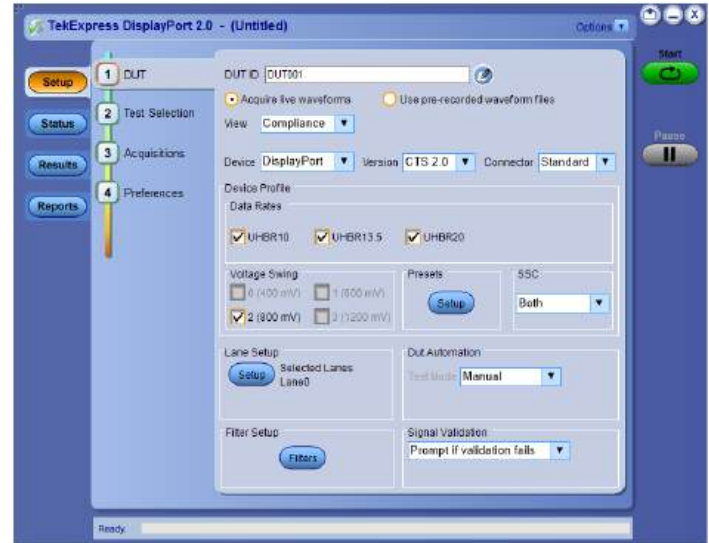 TekExpress DisplayPort 2.0 - (Untitled)
Options
Start
Pause
Setup
Status
Results
Reports
1 DUT
2 Test Selection
3 Acquisitions
4 Preferences
DUT ID DUT001
Acquire live waveforms Use pre-recorded waveform files
View Compliance
Device DisplayPort Version CTS 2.0 Connector Standard
Device Profile
Data Rates
UHBR10 UHBR13.5 UHBR20
Voltage Swing
0 (400 mV) 1 (600 mV)
2 (800 mV) 3 (1200 mV)
Presets
Setup
SSC
Both
Lane Setup
Setup
Selected Lanes
Lane0
Dut Automation
Test Mode Manual
Filter Setup
Filters
Signal Validation
Prompt if validation fails
Ready